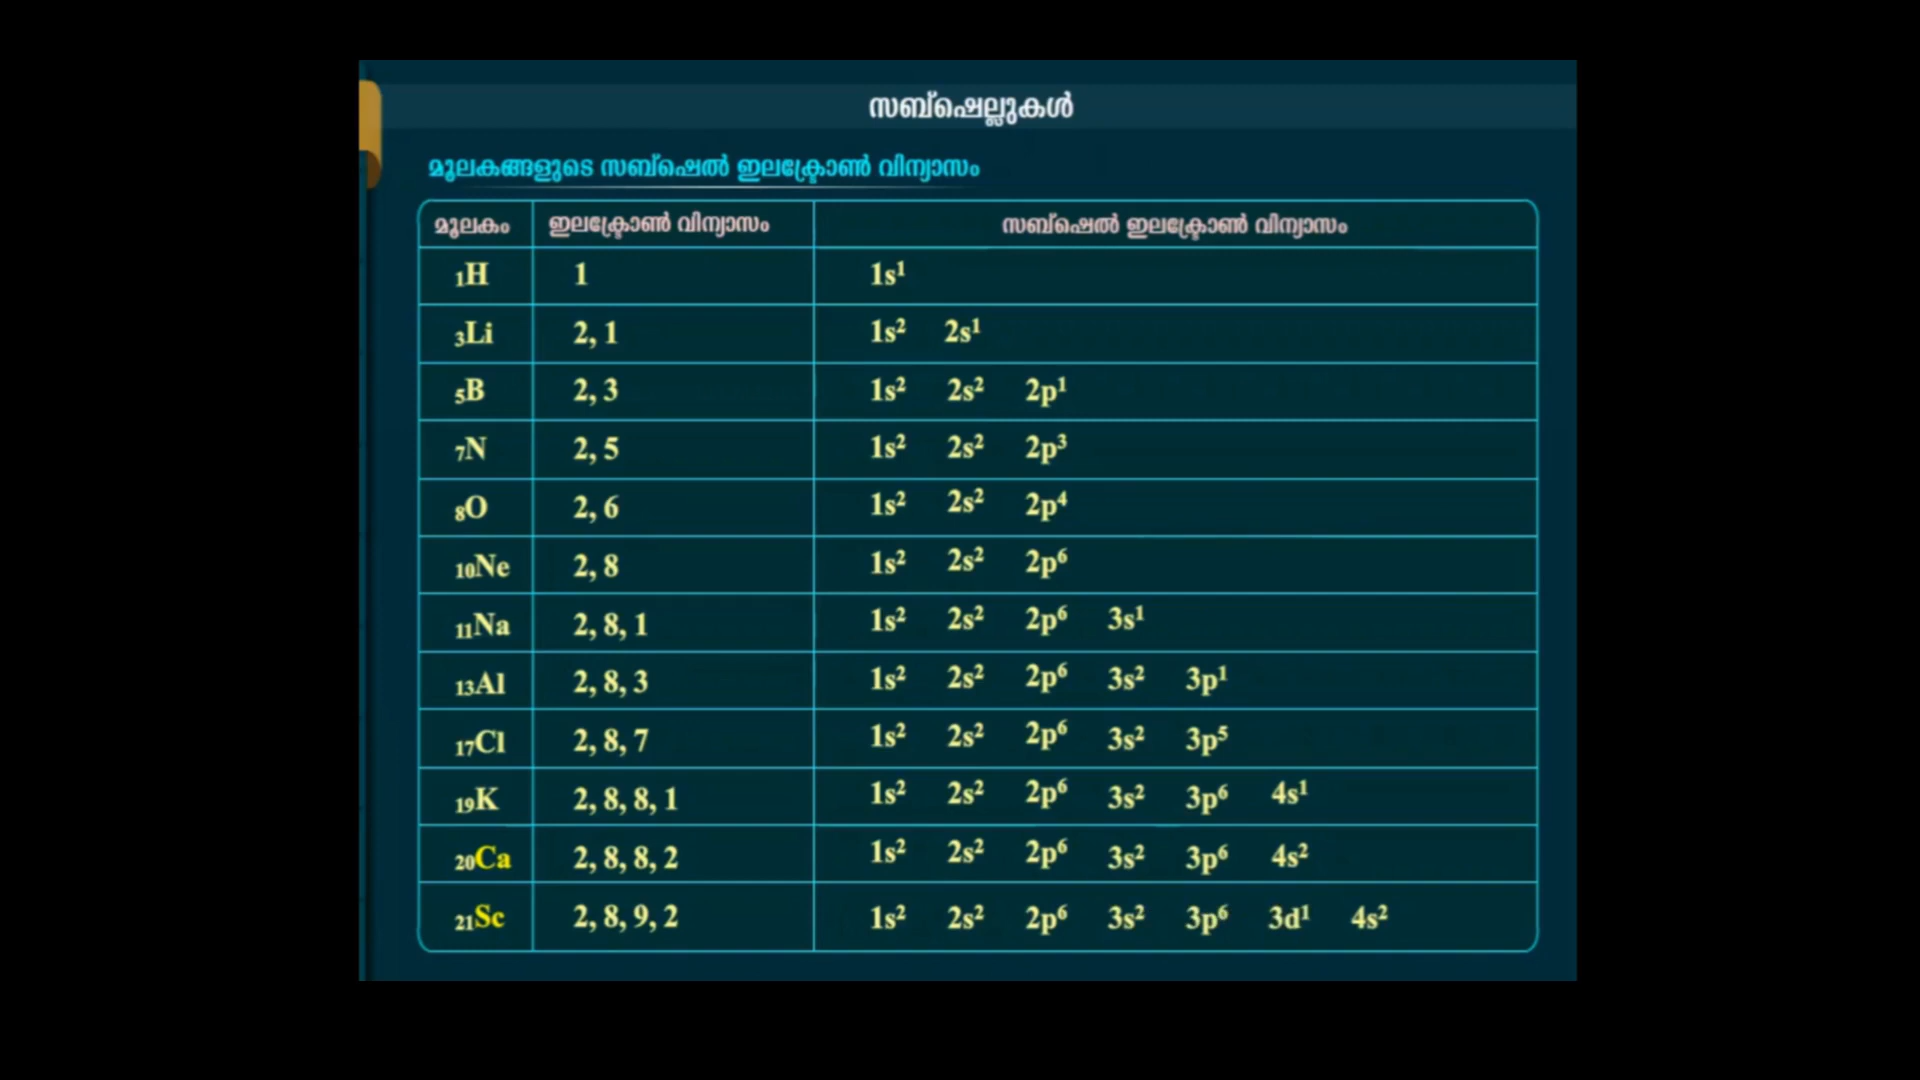 സബ്ഷെല്ലുകൾ
മൂലകങ്ങളുടെ സബ്ഷെൽ ഇലക്ട്രോൺ വിന്യാസം
മൂലകം ഇലക്ട്രോൺ വിന്യാസം സബ്ഷെൽ ഇലക്ട്രോൺ വിന്യാസം
₁H 1 1s¹
₃Li 2, 1 1s² 2s¹
₅B 2, 3 1s² 2s² 2p¹
₇N 2, 5 1s² 2s² 2p³
₈O 2, 6 1s² 2s² 2p⁴
₁₀Ne 2, 8 1s² 2s² 2p⁶
₁₁Na 2, 8, 1 1s² 2s² 2p⁶ 3s¹
₁₃Al 2, 8, 3 1s² 2s² 2p⁶ 3s² 3p¹
₁₇Cl 2, 8, 7 1s² 2s² 2p⁶ 3s² 3p⁵
₁₉K 2, 8, 8, 1 1s² 2s² 2p⁶ 3s² 3p⁶ 4s¹
₂₀Ca 2, 8, 8, 2 1s² 2s² 2p⁶ 3s² 3p⁶ 4s²
₂₁Sc 2, 8, 9, 2 1s² 2s² 2p⁶ 3s² 3p⁶ 3d¹ 4s²